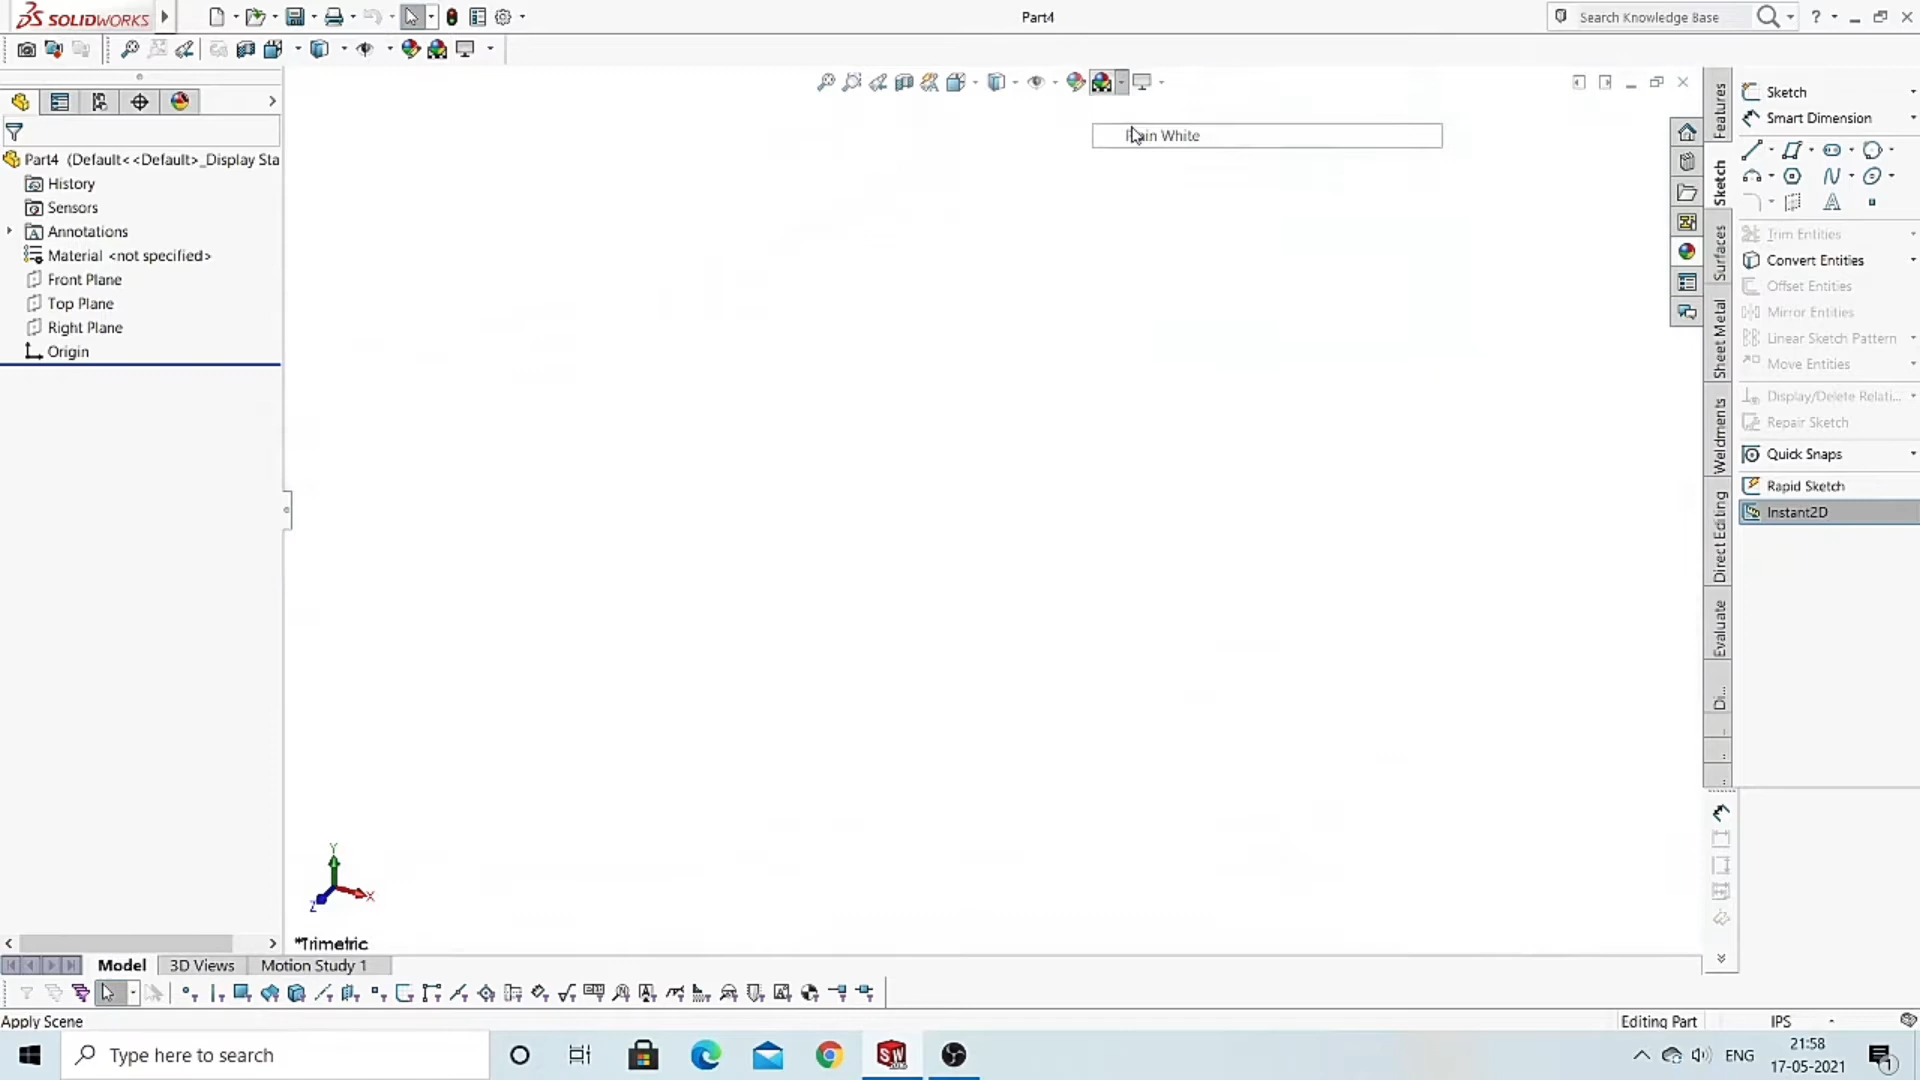 SOLIDWORKS
Part4
Search Knowledge Base
?
Part4 (Default<<Default>_Display Sta
History
Sensors
Annotations
Material <not specified>
Front Plane
Top Plane
Right Plane
Origin
Plain White
Features
Sketch
Surfaces
Sheet Metal
Weldments
Direct Editing
Evaluate
Di...
Sketch
Smart Dimension
Trim Entities
Convert Entities
Offset Entities
Mirror Entities
Linear Sketch Pattern
Move Entities
Display/Delete Relati...
Repair Sketch
Quick Snaps
Rapid Sketch
Instant2D
Y
X
Z
*Trimetric
Model
3D Views
Motion Study 1
Apply Scene
Editing Part
IPS
-
Type here to search
ENG
21:58
17-05-2021
1